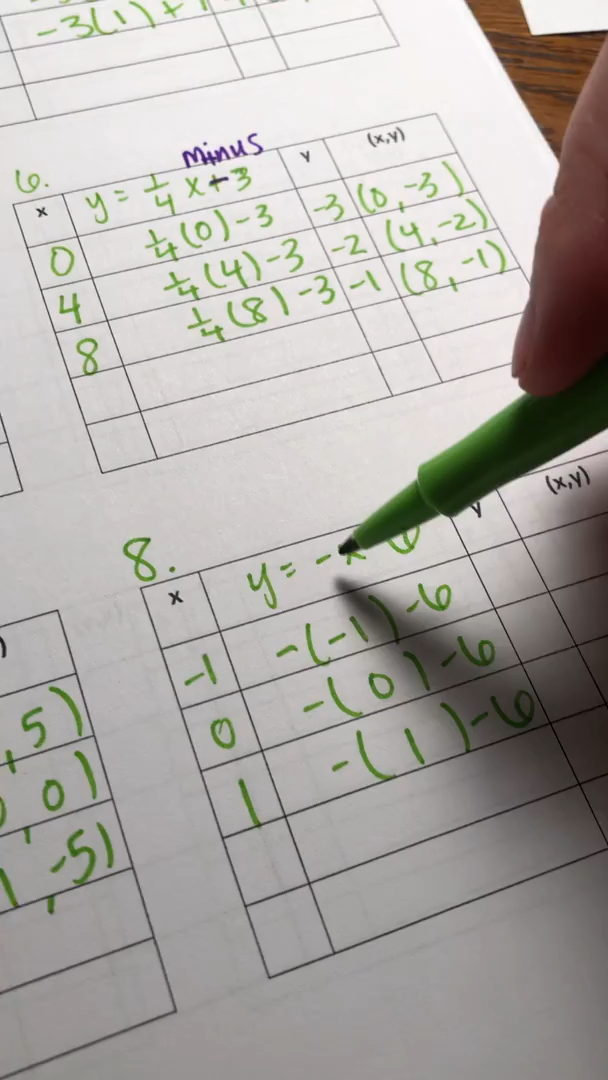 -3(1)+1
6.
minus
x y = 1/4 x - 3 y (x,y)
0 1/4(0)-3 -3 (0,-3)
4 1/4(4)-3 -2 (4,-2)
8 1/4(8)-3 -1 (8,-1)
8.
x y = -x-6 y (x,y)
-1 -(-1)-6
0 -(0)-6
1 -(1)-6
)
,5)
,0)
,-5)